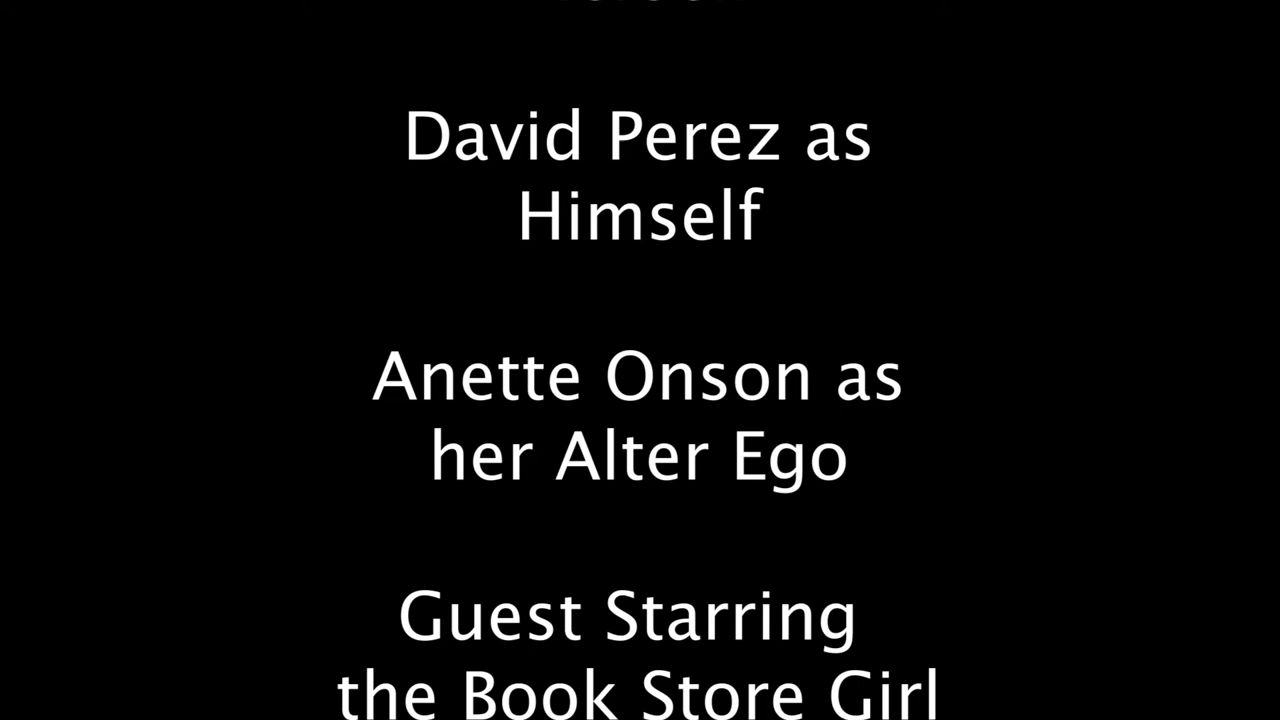 David Perez as
Himself
Anette Onson as
her Alter Ego
Guest Starring
the Book Store Girl